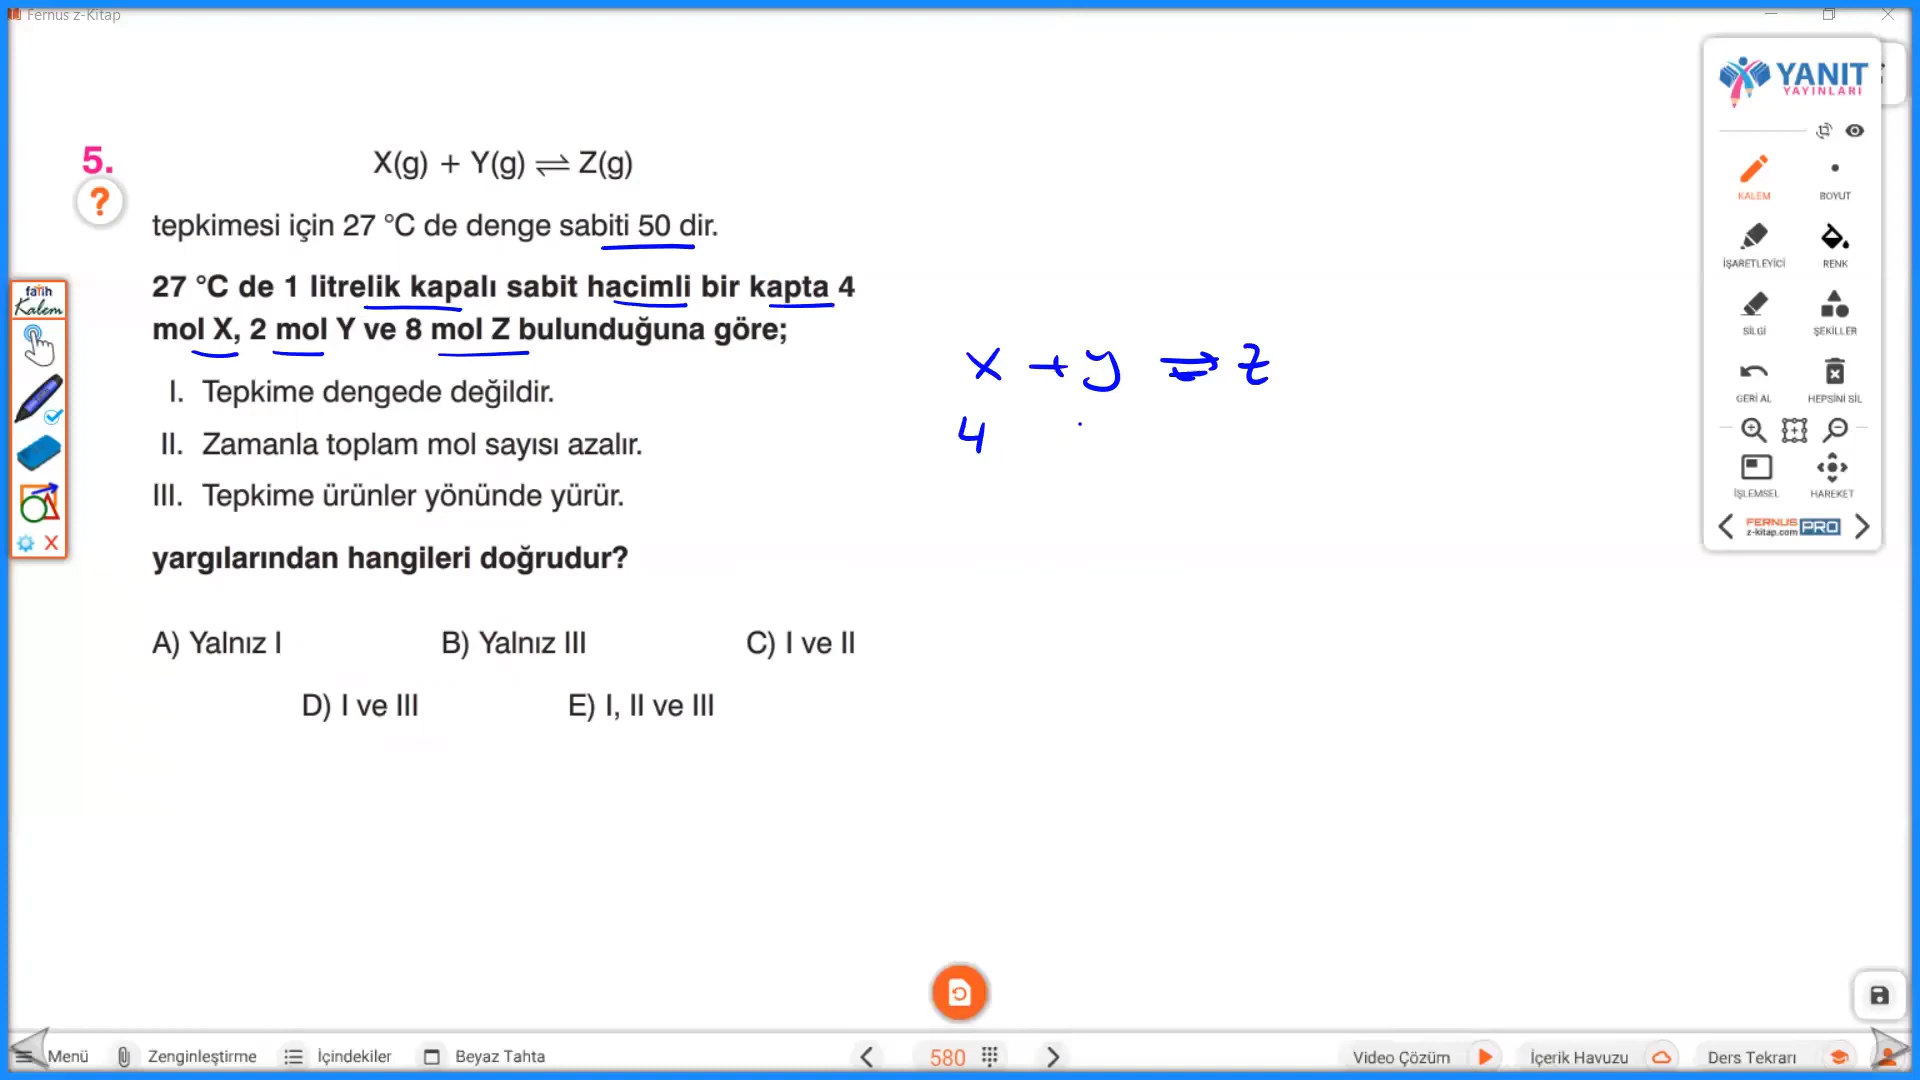 Fernus z-Kitap
YANIT
YAYINLARI
5.
X(g) + Y(g) ⇌ Z(g)
tepkimesi için 27 °C de denge sabiti 50 dir.
27 °C de 1 litrelik kapalı sabit hacimli bir kapta 4
mol X, 2 mol Y ve 8 mol Z bulunduğuna göre;
I. Tepkime dengede değildir.
II. Zamanla toplam mol sayısı azalır.
III. Tepkime ürünler yönünde yürür.
yargılarından hangileri doğrudur?
A) Yalnız I B) Yalnız III C) I ve II
D) I ve III E) I, II ve III
x + y ⇌ z
4
fatih
Kalem
KALEM BOYUT
İŞARETLEYİCİ RENK
SİLGİ ŞEKİLLER
GERİ AL HEPSİNİ SİL
İŞLEMSEL HAREKET
FERNUS PRO
z-kitap.com
Menü Zenginleştirme İçindekiler Beyaz Tahta 580 Video Çözüm İçerik Havuzu Ders Tekrarı